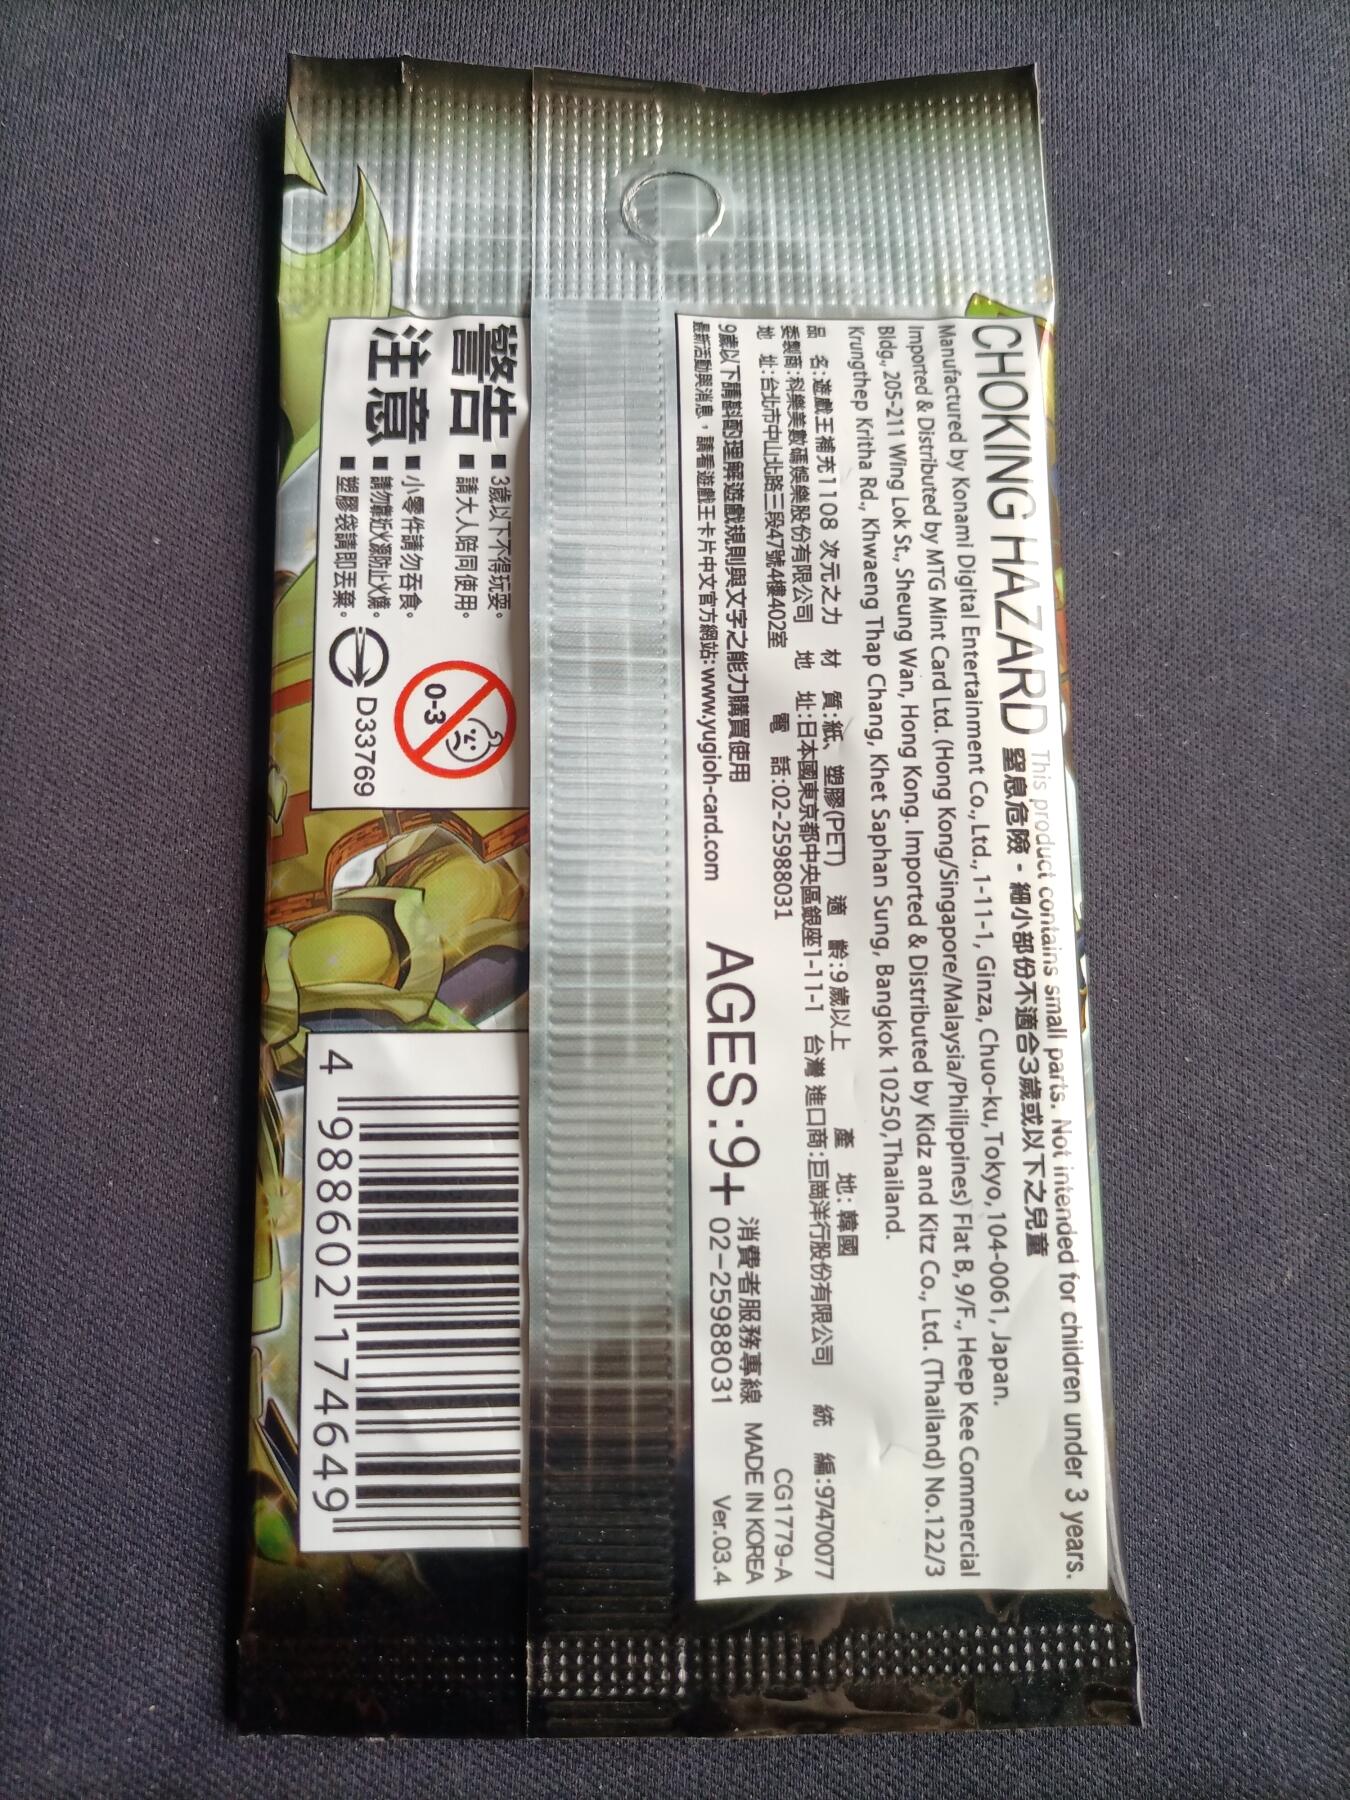 CHOKING HAZARD
This product contains small parts. Not intended for children under 3 years.
窒息危險 - 細小部份不適合3歲或以下之兒童
Manufactured by Konami Digital Entertainment Co., Ltd., 1-11-1, Ginza, Chuo-ku, Tokyo, 104-0061, Japan.
Imported & Distributed by MTG Mint Card Ltd. (Hong Kong/Singapore/Malaysia/Philippines) Flat B, 9/F., Heep Kee Commercial
Bldg., 205-211 Wing Lok St., Sheung Wan, Hong Kong. Imported & Distributed by Kidz and Kitz Co., Ltd. (Thailand) No.122/3
Krungthep Kritha Rd., Khwaeng Thap Chang, Khet Saphan Sung, Bangkok 10250,Thailand.
品 名:遊戲王補充1108 次元之力 材 質:紙、塑膠(PET) 適 齡:9歲以上 產 地:韓國
委製商:科樂美數碼娛樂股份有限公司 地 址:日本國東京都中央區銀座1-11-1 台灣進口商:巨崗洋行股份有限公司 統 編:97470077
地 址:台北市中山北路三段47號4樓402室 電 話:02-25988031
9歲以下請斟酌理解遊戲規則與文字之能力購買使用
最新活動與消息,請看遊戲王卡片中文官方網站:www.yugioh-card.com
AGES:9+
消費者服務專線
02-25988031
CG1779-A
MADE IN KOREA
Ver.03.4
警告
■3歲以下不得玩耍。
■請大人陪同使用。
注意
■小零件請勿吞食。
■請勿靠近火源防止火燒。
■塑膠袋請即丟棄。
0-3
D33769
4 988602 174649